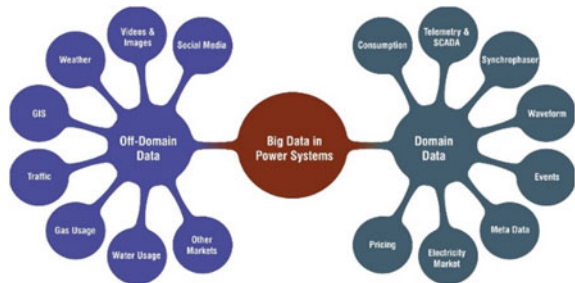 Videos &
Images
Social Media
Weather
GIS
Off-Domain
Data
Traffic
Gas Usage
Water Usage
Other
Markets
Big Data in
Power Systems
Consumption
Telemetry &
SCADA
Synchrophaser
Domain
Data
Waveform
Events
Meta Data
Electricity
Market
Pricing